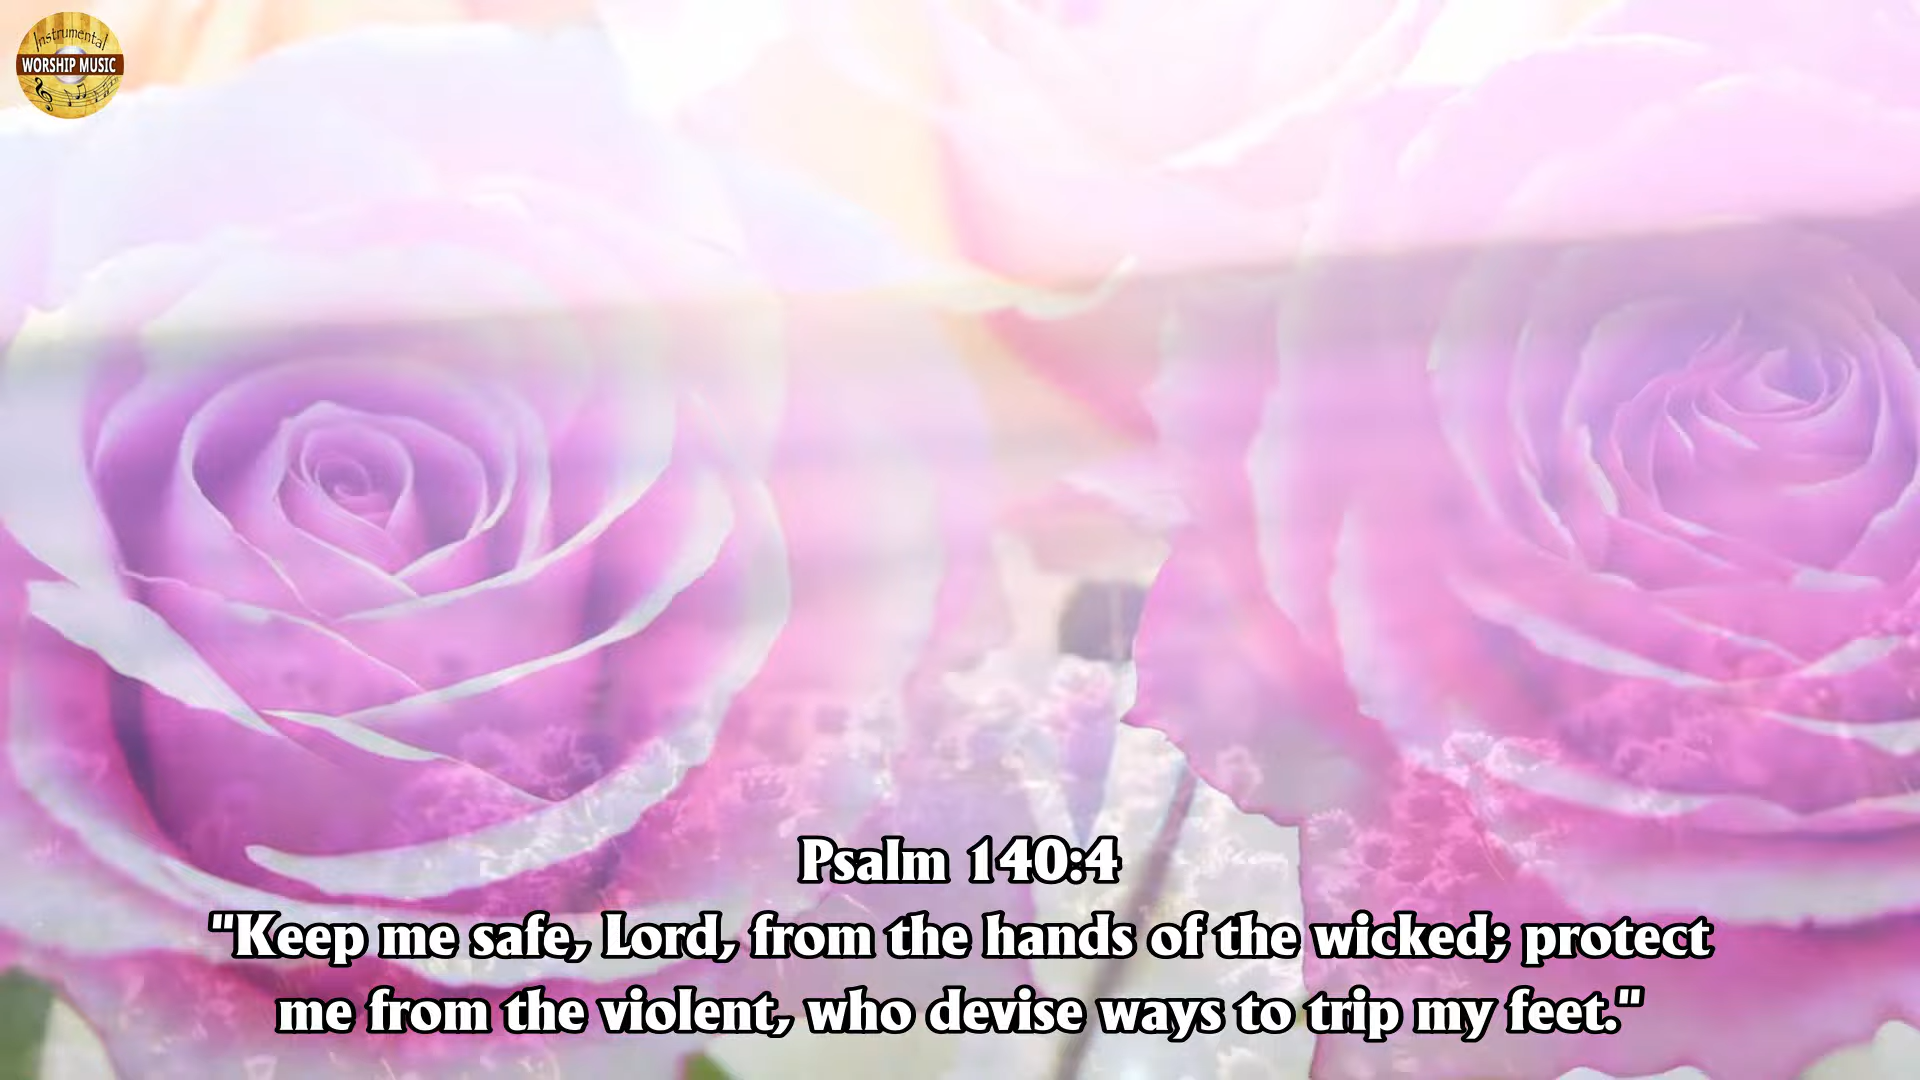 Instrumental
WORSHIP MUSIC
Psalm 140:4
"Keep me safe, Lord, from the hands of the wicked; protect
me from the violent, who devise ways to trip my feet."